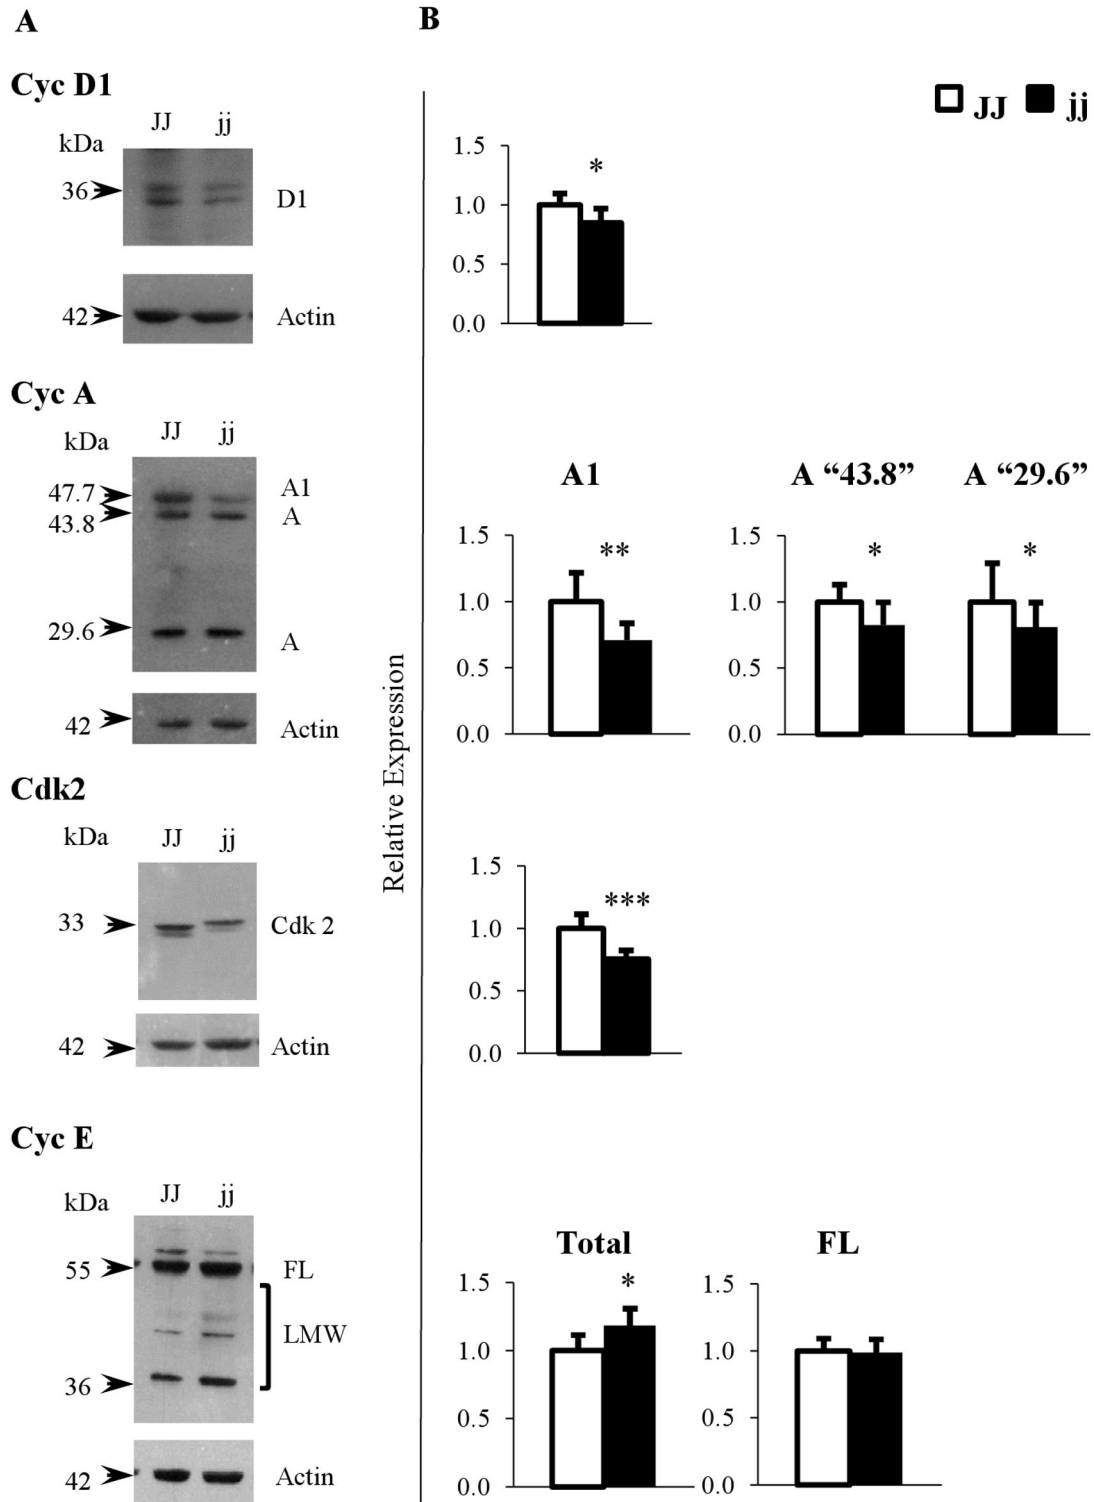 A
B
Cyc D1
JJ jj
JJ jj
kDa
36
D1
42
Actin
1.5
*
1.0
0.5
0.0
Cyc A
JJ jj
kDa
47.7
A1
43.8
A
29.6
A
42
Actin
A1
A “43.8”
A “29.6”
1.5
**
1.0
0.5
0.0
1.5
*
*
1.0
0.5
0.0
Relative Expression
Cdk2
JJ jj
kDa
33
Cdk 2
42
Actin
1.5
***
1.0
0.5
0.0
Cyc E
JJ jj
kDa
55
FL
LMW
36
42
Actin
Total
FL
1.5
*
1.0
0.5
0.0
1.5
1.0
0.5
0.0